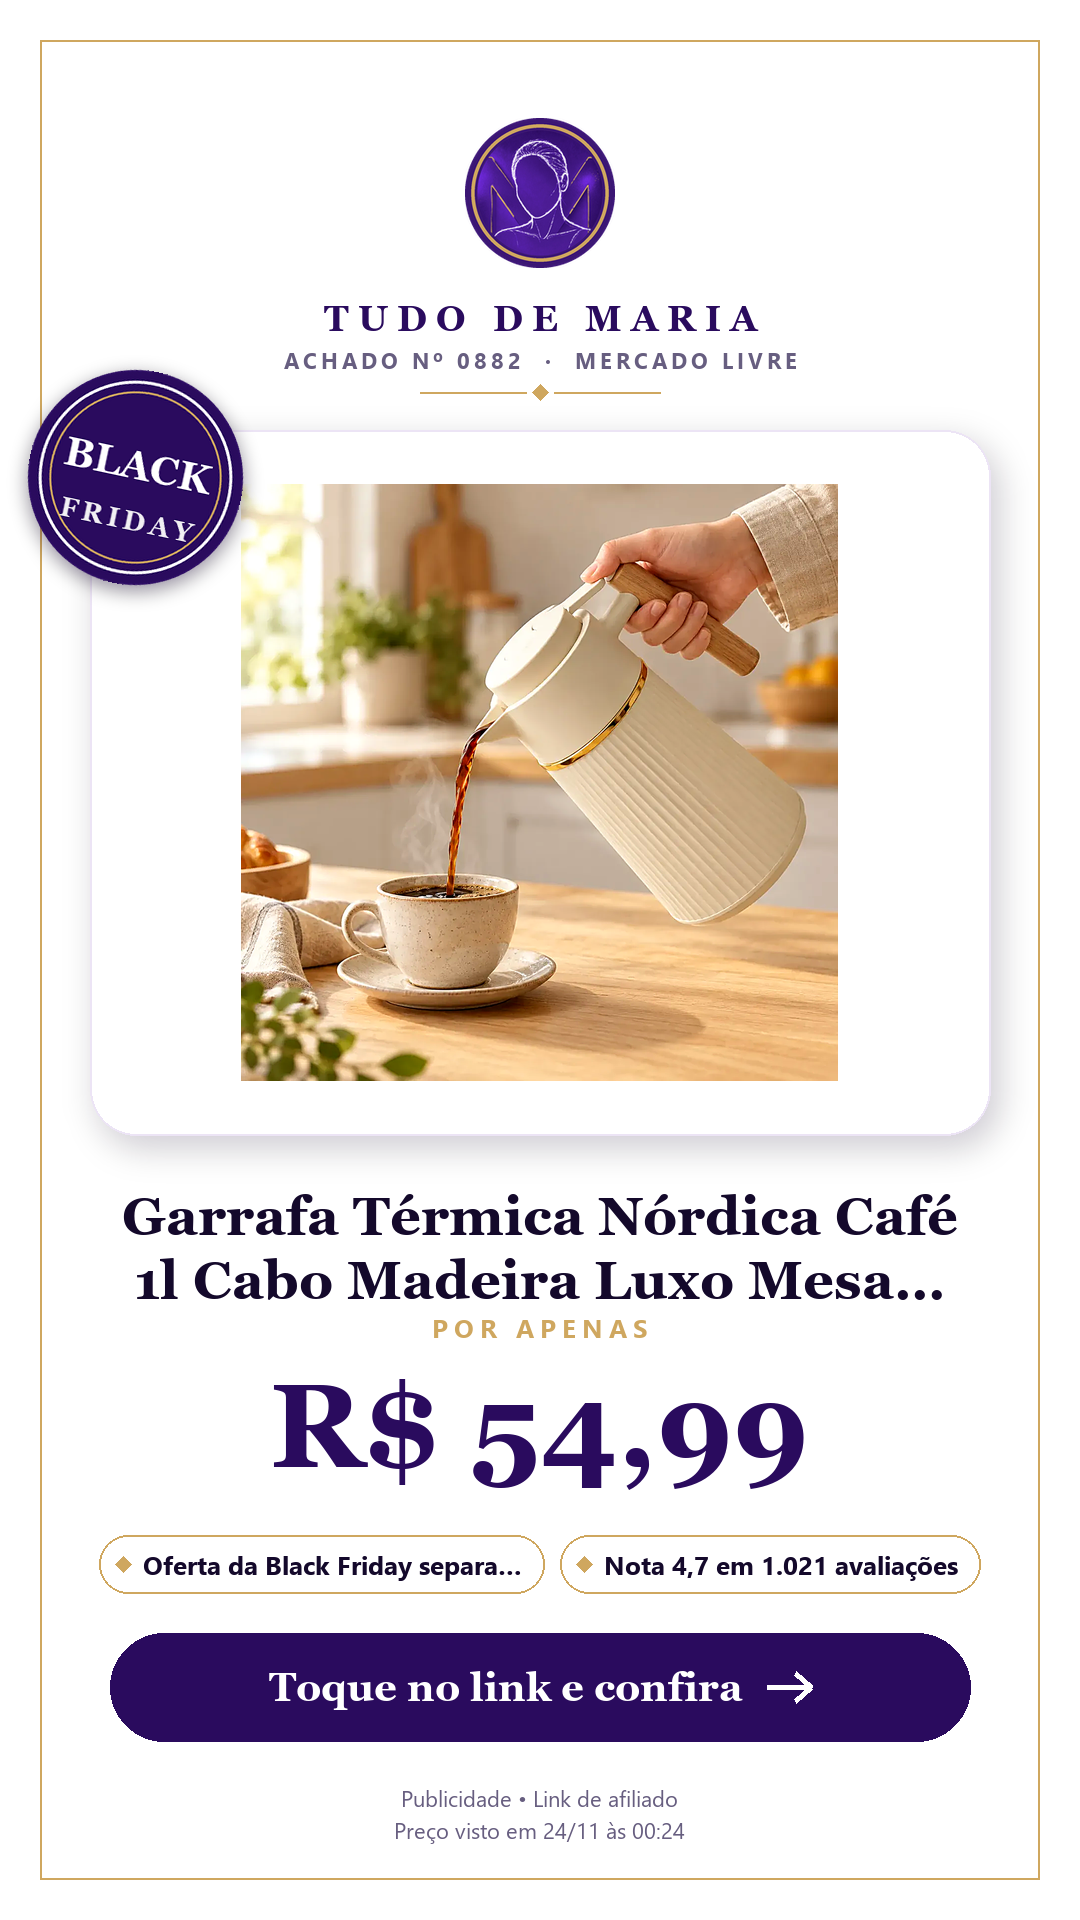 TUDO DE MARIA
ACHADO Nº 0882 · MERCADO LIVRE
BLACK
FRIDAY
Garrafa Térmica Nórdica Café
1l Cabo Madeira Luxo Mesa...
POR APENAS
R$ 54,99
Oferta da Black Friday separa...
Nota 4,7 em 1.021 avaliações
Toque no link e confira →
Publicidade • Link de afiliado
Preço visto em 24/11 às 00:24